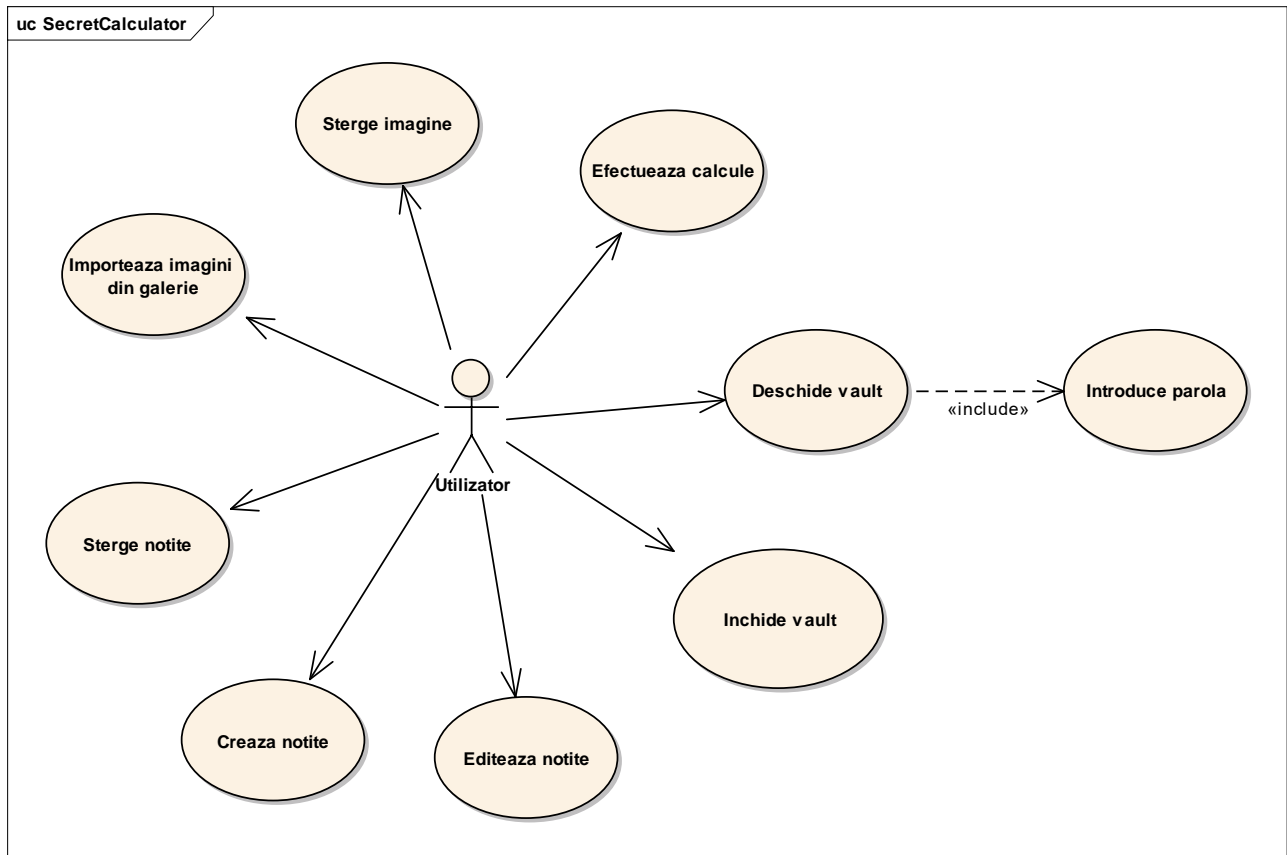 uc SecretCalculator
Sterge imagine
Efectueaza calcule
Importeaza imagini
din galerie
Deschide vault
«include»
Introduce parola
Utilizator
Sterge notite
Inchide vault
Creaza notite
Editeaza notite